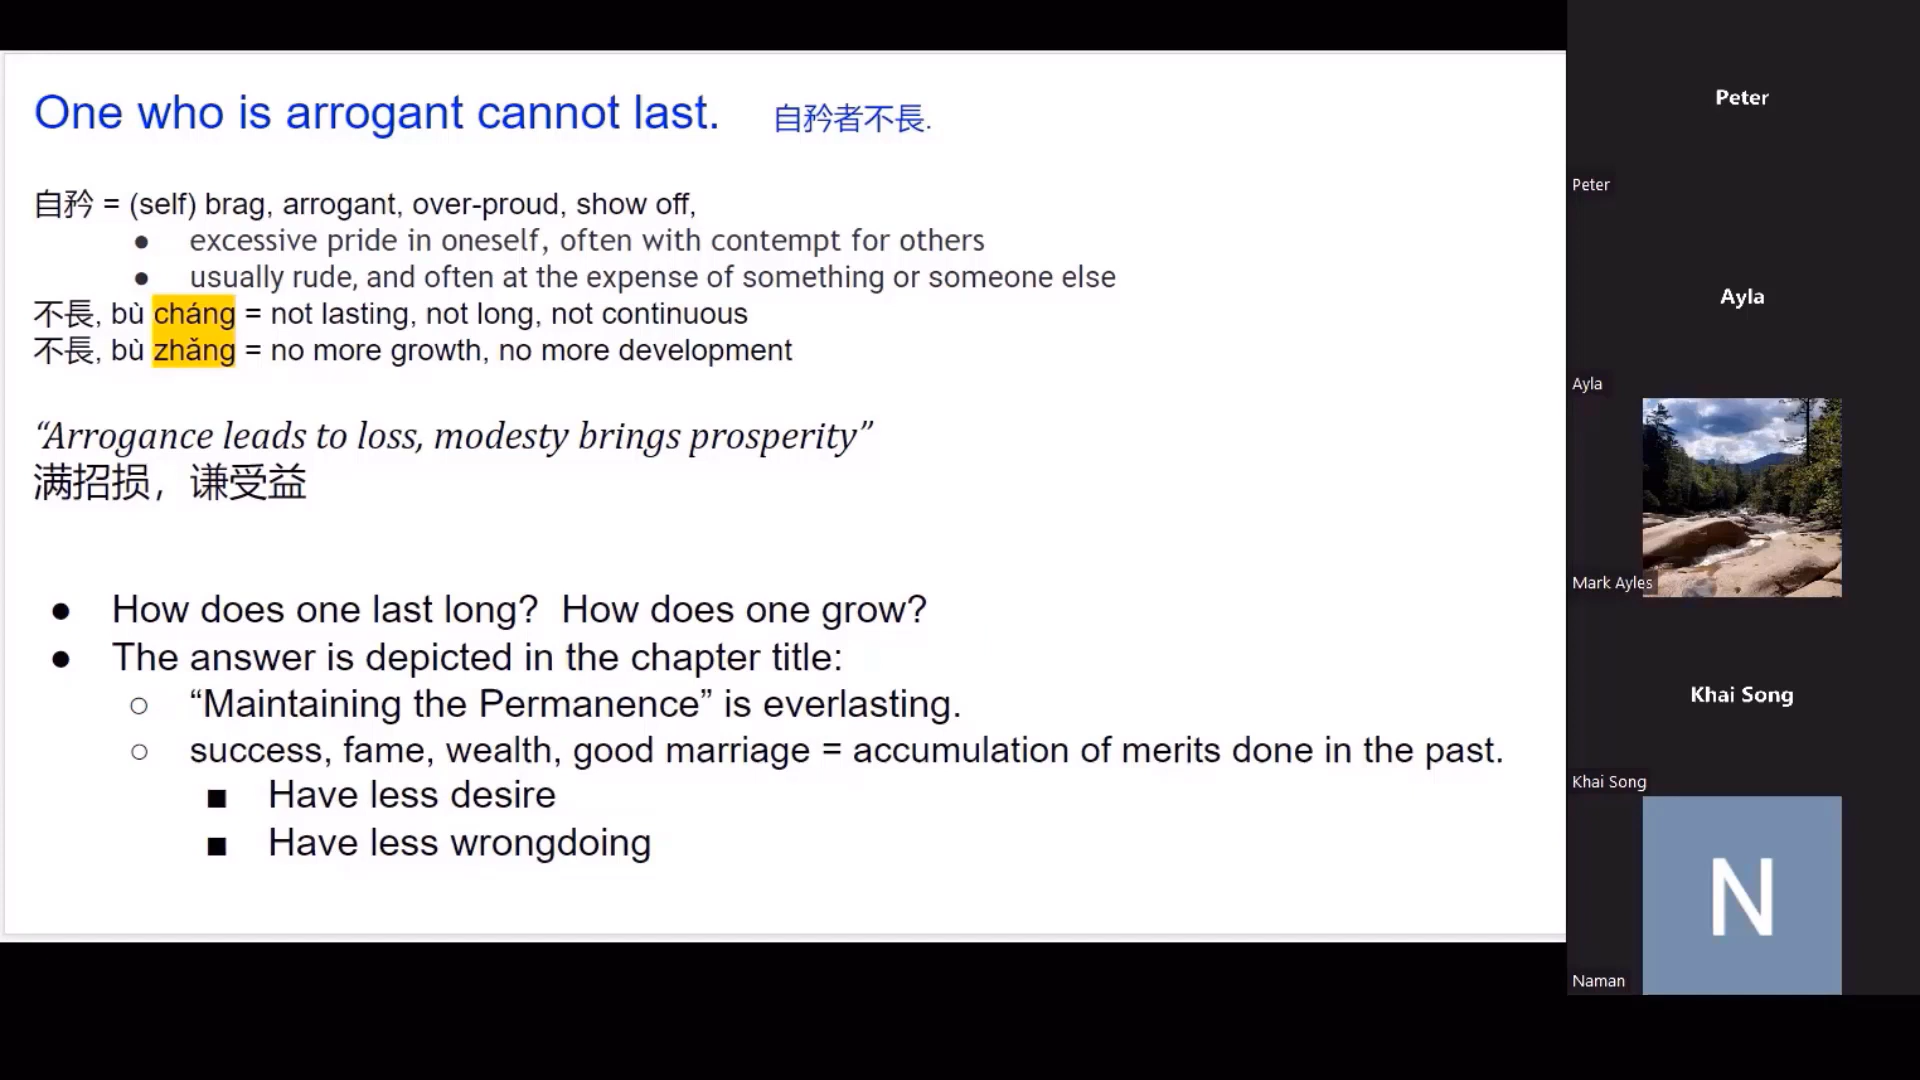 One who is arrogant cannot last. 自矜者不長.
自矜 = (self) brag, arrogant, over-proud, show off,
● excessive pride in oneself, often with contempt for others
● usually rude, and often at the expense of something or someone else
不長, bù cháng = not lasting, not long, not continuous
不長, bù zhǎng = no more growth, no more development
“Arrogance leads to loss, modesty brings prosperity”
满招损，谦受益
● How does one last long? How does one grow?
● The answer is depicted in the chapter title:
○ “Maintaining the Permanence” is everlasting.
○ success, fame, wealth, good marriage = accumulation of merits done in the past.
■ Have less desire
■ Have less wrongdoing
Peter
Peter
Ayla
Ayla
Mark Ayles
Khai Song
Khai Song
N
Naman